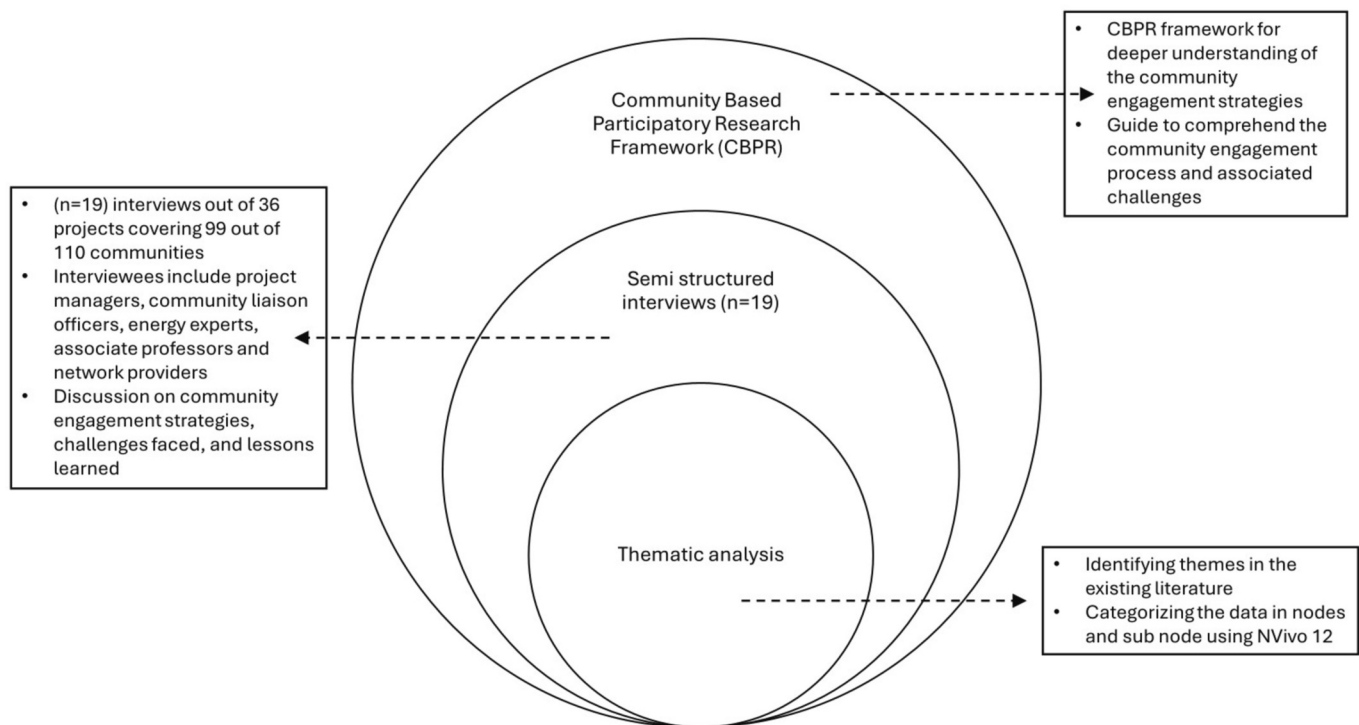 Community Based
Participatory Research
Framework (CBPR)
• CBPR framework for
deeper understanding of
the community
engagement strategies
• Guide to comprehend the
community engagement
process and associated
challenges
• (n=19) interviews out of 36
projects covering 99 out of
110 communities
• Interviewees include project
managers, community liaison
officers, energy experts,
associate professors and
network providers
• Discussion on community
engagement strategies,
challenges faced, and lessons
learned
Semi structured
interviews (n=19)
Thematic analysis
• Identifying themes in the
existing literature
• Categorizing the data in nodes
and sub node using NVivo 12